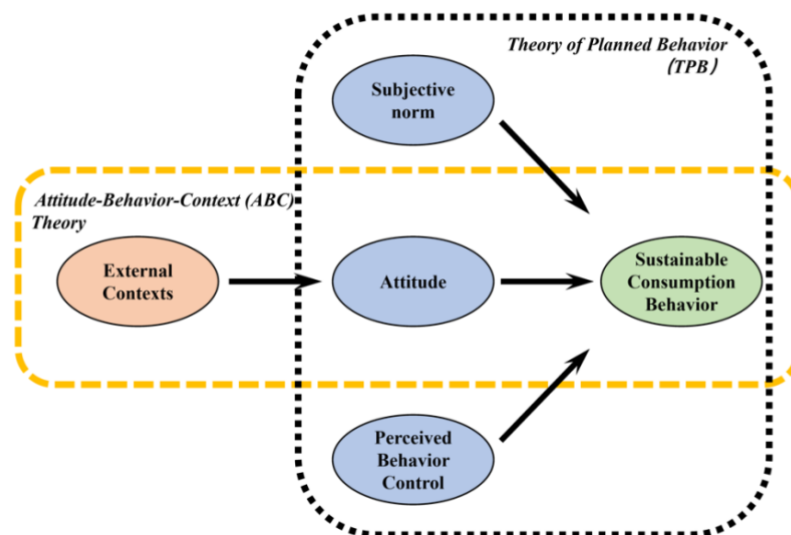 Theory of Planned Behavior
(TPB)
Subjective
norm
Attitude-Behavior-Context (ABC)
Theory
External
Contexts
Attitude
Sustainable
Consumption
Behavior
Perceived
Behavior
Control